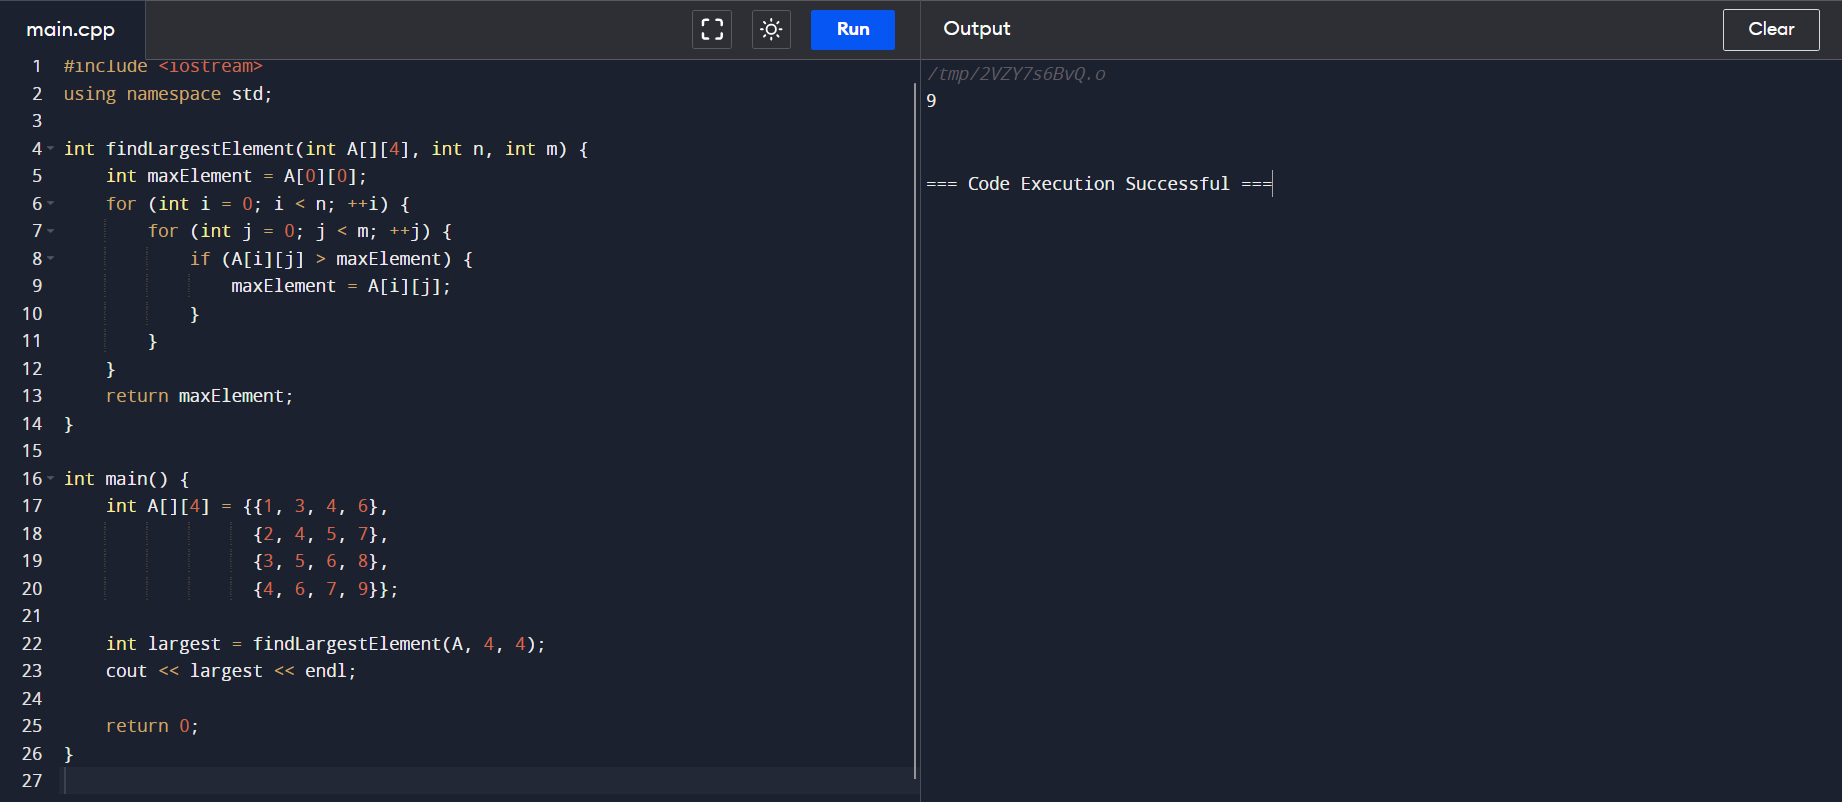 main.cpp
Run
1 #include <iostream>
2 using namespace std;
3
4 int findLargestElement(int A[][4], int n, int m) {
5     int maxElement = A[0][0];
6     for (int i = 0; i < n; ++i) {
7         for (int j = 0; j < m; ++j) {
8             if (A[i][j] > maxElement) {
9                 maxElement = A[i][j];
10             }
11         }
12     }
13     return maxElement;
14 }
15
16 int main() {
17     int A[][4] = {{1, 3, 4, 6},
18                   {2, 4, 5, 7},
19                   {3, 5, 6, 8},
20                   {4, 6, 7, 9}};
21
22     int largest = findLargestElement(A, 4, 4);
23     cout << largest << endl;
24
25     return 0;
26 }
27
Output
Clear
/tmp/2VZY7s6BvQ.o
9
=== Code Execution Successful ===